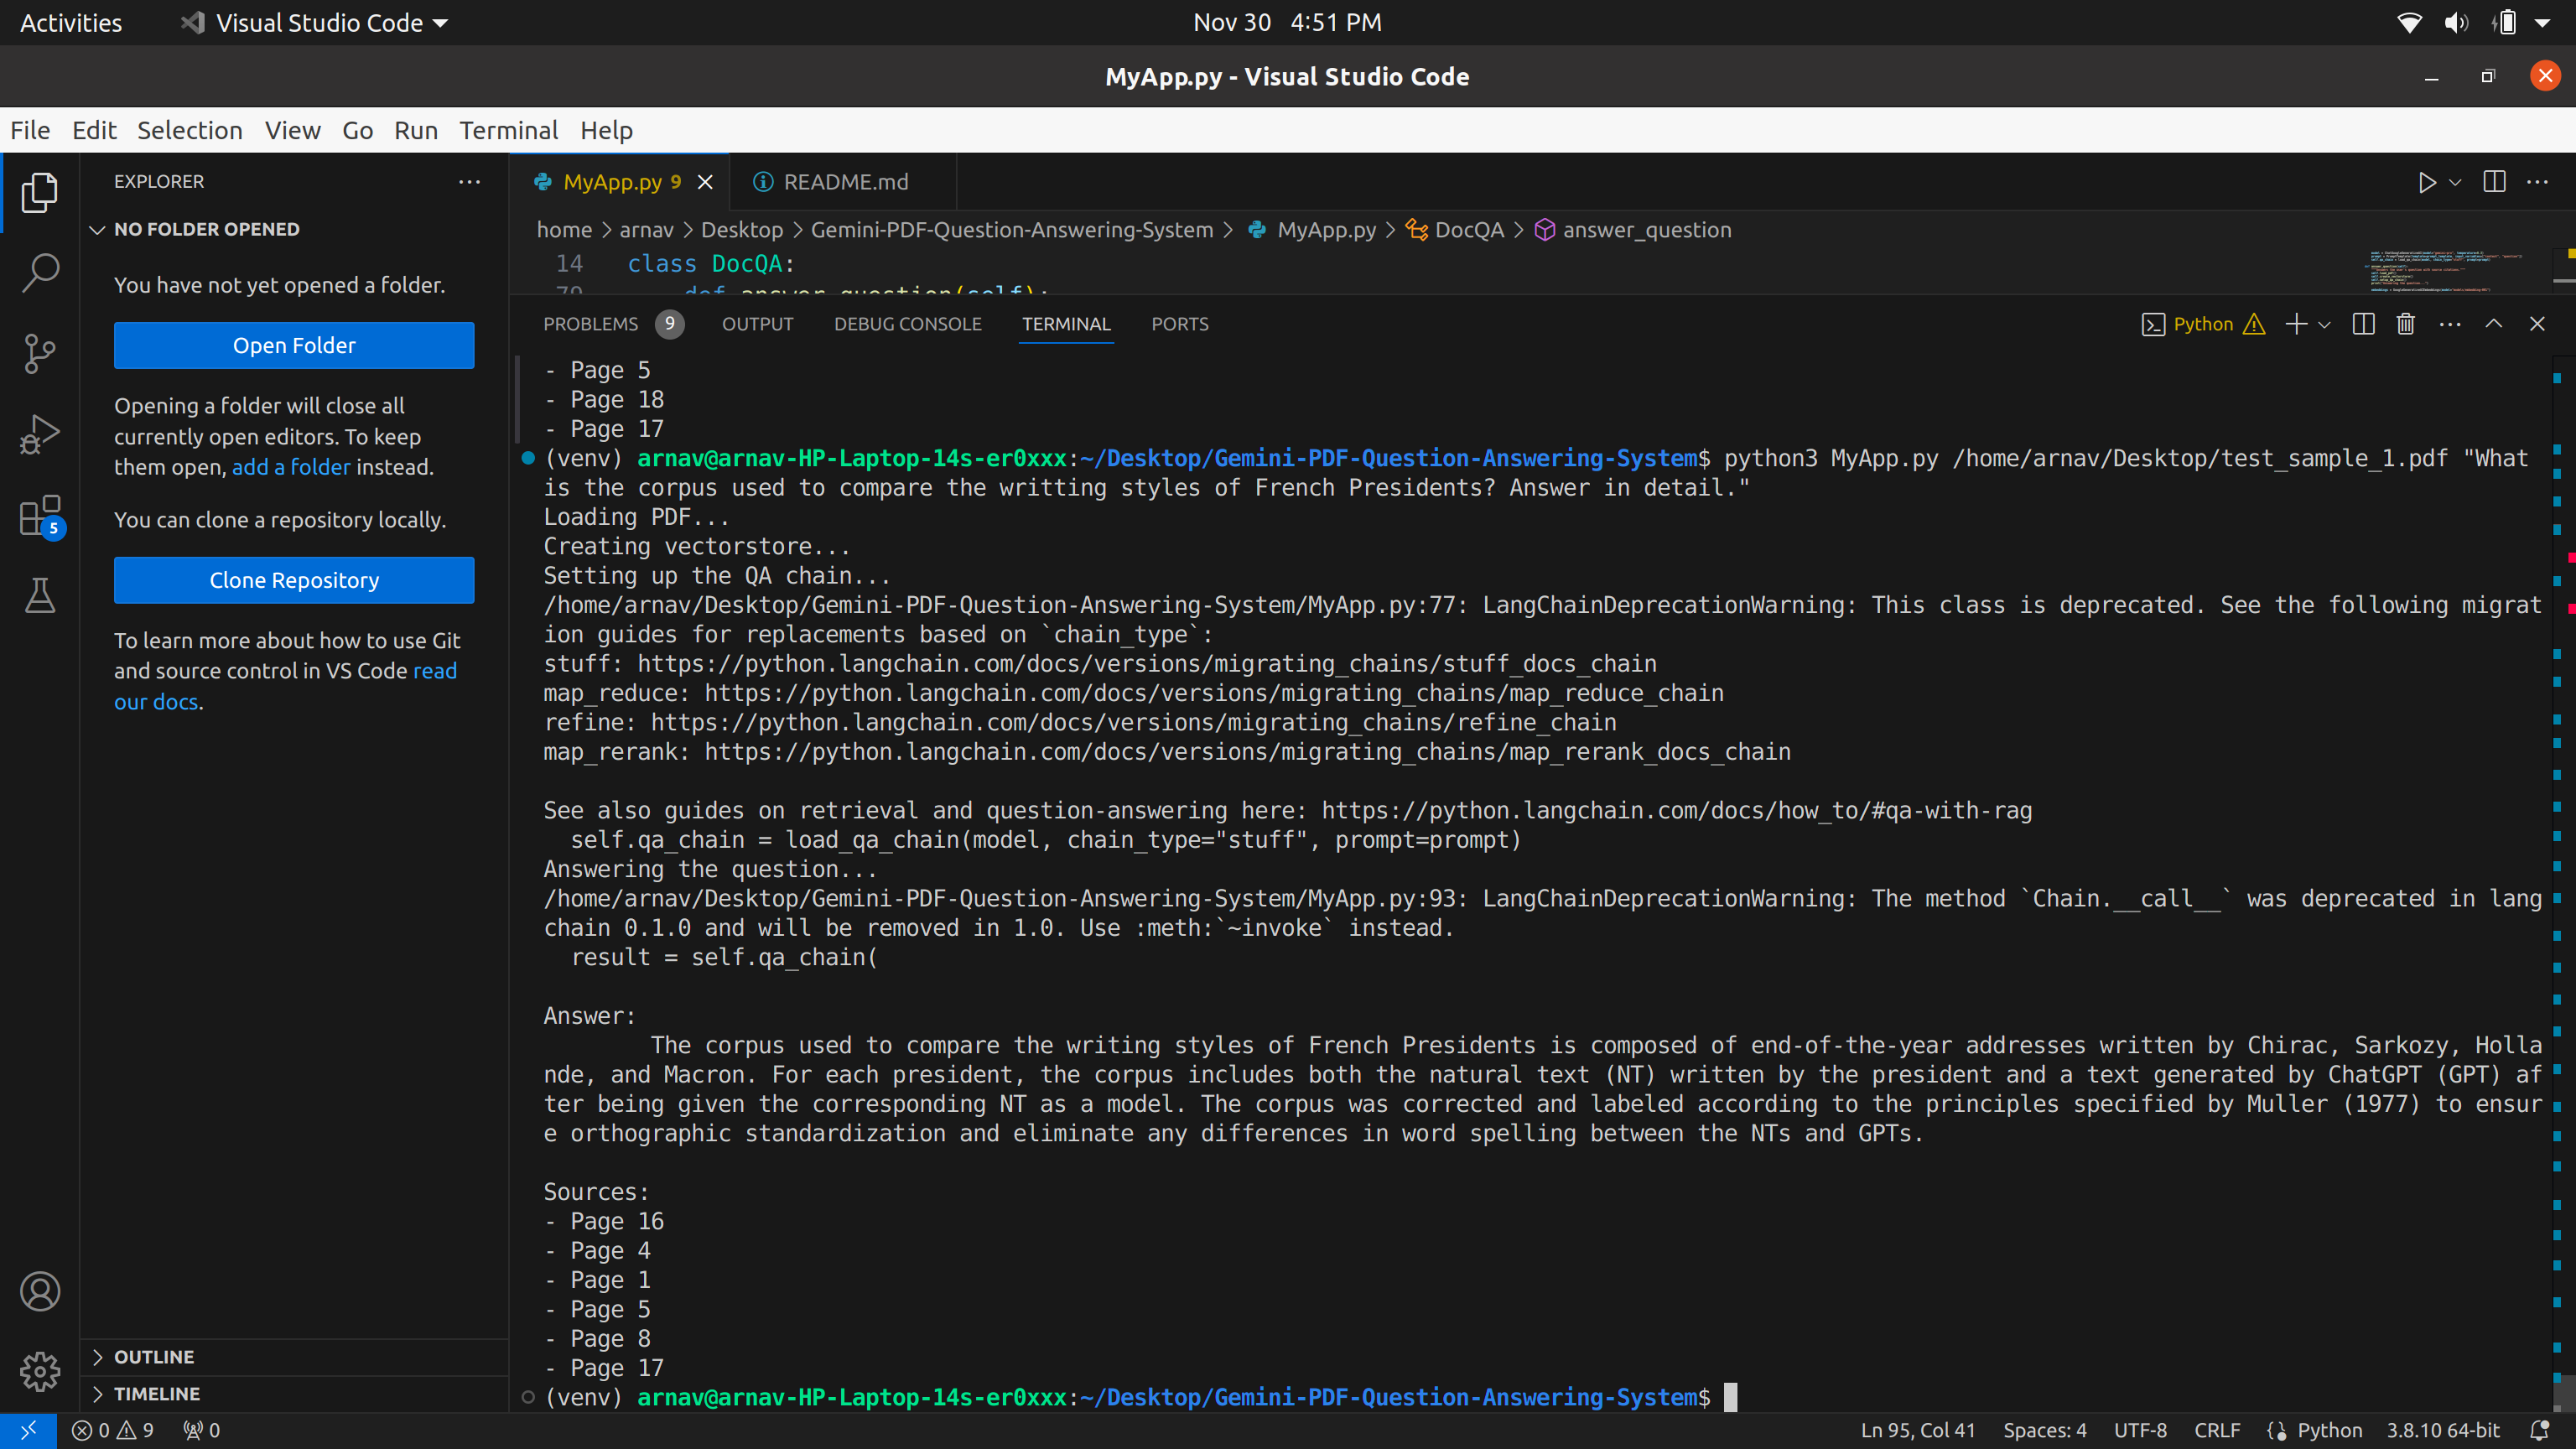 Activities
Visual Studio Code
Nov 30 4:51 PM
MyApp.py - Visual Studio Code
File Edit Selection View Go Run Terminal Help
EXPLORER
NO FOLDER OPENED
You have not yet opened a folder.
Open Folder
Opening a folder will close all
currently open editors. To keep
them open, add a folder instead.
You can clone a repository locally.
Clone Repository
To learn more about how to use Git
and source control in VS Code read
our docs.
5
OUTLINE
TIMELINE
MyApp.py 9
README.md
home > arnav > Desktop > Gemini-PDF-Question-Answering-System > MyApp.py > DocQA > answer_question
14 class DocQA:
79 def answer_question(self):
PROBLEMS 9 OUTPUT DEBUG CONSOLE TERMINAL PORTS
Python
- Page 5
- Page 18
- Page 17
(venv) arnav@arnav-HP-Laptop-14s-er0xxx:~/Desktop/Gemini-PDF-Question-Answering-System$ python3 MyApp.py /home/arnav/Desktop/test_sample_1.pdf "What
is the corpus used to compare the writting styles of French Presidents? Answer in detail."
Loading PDF...
Creating vectorstore...
Setting up the QA chain...
/home/arnav/Desktop/Gemini-PDF-Question-Answering-System/MyApp.py:77: LangChainDeprecationWarning: This class is deprecated. See the following migrat
ion guides for replacements based on `chain_type`:
stuff: https://python.langchain.com/docs/versions/migrating_chains/stuff_docs_chain
map_reduce: https://python.langchain.com/docs/versions/migrating_chains/map_reduce_chain
refine: https://python.langchain.com/docs/versions/migrating_chains/refine_chain
map_rerank: https://python.langchain.com/docs/versions/migrating_chains/map_rerank_docs_chain
See also guides on retrieval and question-answering here: https://python.langchain.com/docs/how_to/#qa-with-rag
self.qa_chain = load_qa_chain(model, chain_type="stuff", prompt=prompt)
Answering the question...
/home/arnav/Desktop/Gemini-PDF-Question-Answering-System/MyApp.py:93: LangChainDeprecationWarning: The method `Chain.__call__` was deprecated in lang
chain 0.1.0 and will be removed in 1.0. Use :meth:`~invoke` instead.
result = self.qa_chain(
Answer:
The corpus used to compare the writing styles of French Presidents is composed of end-of-the-year addresses written by Chirac, Sarkozy, Holla
nde, and Macron. For each president, the corpus includes both the natural text (NT) written by the president and a text generated by ChatGPT (GPT) af
ter being given the corresponding NT as a model. The corpus was corrected and labeled according to the principles specified by Muller (1977) to ensur
e orthographic standardization and eliminate any differences in word spelling between the NTs and GPTs.
Sources:
- Page 16
- Page 4
- Page 1
- Page 5
- Page 8
- Page 17
(venv) arnav@arnav-HP-Laptop-14s-er0xxx:~/Desktop/Gemini-PDF-Question-Answering-System$
0 9 0
Ln 95, Col 41 Spaces: 4 UTF-8 CRLF Python 3.8.10 64-bit